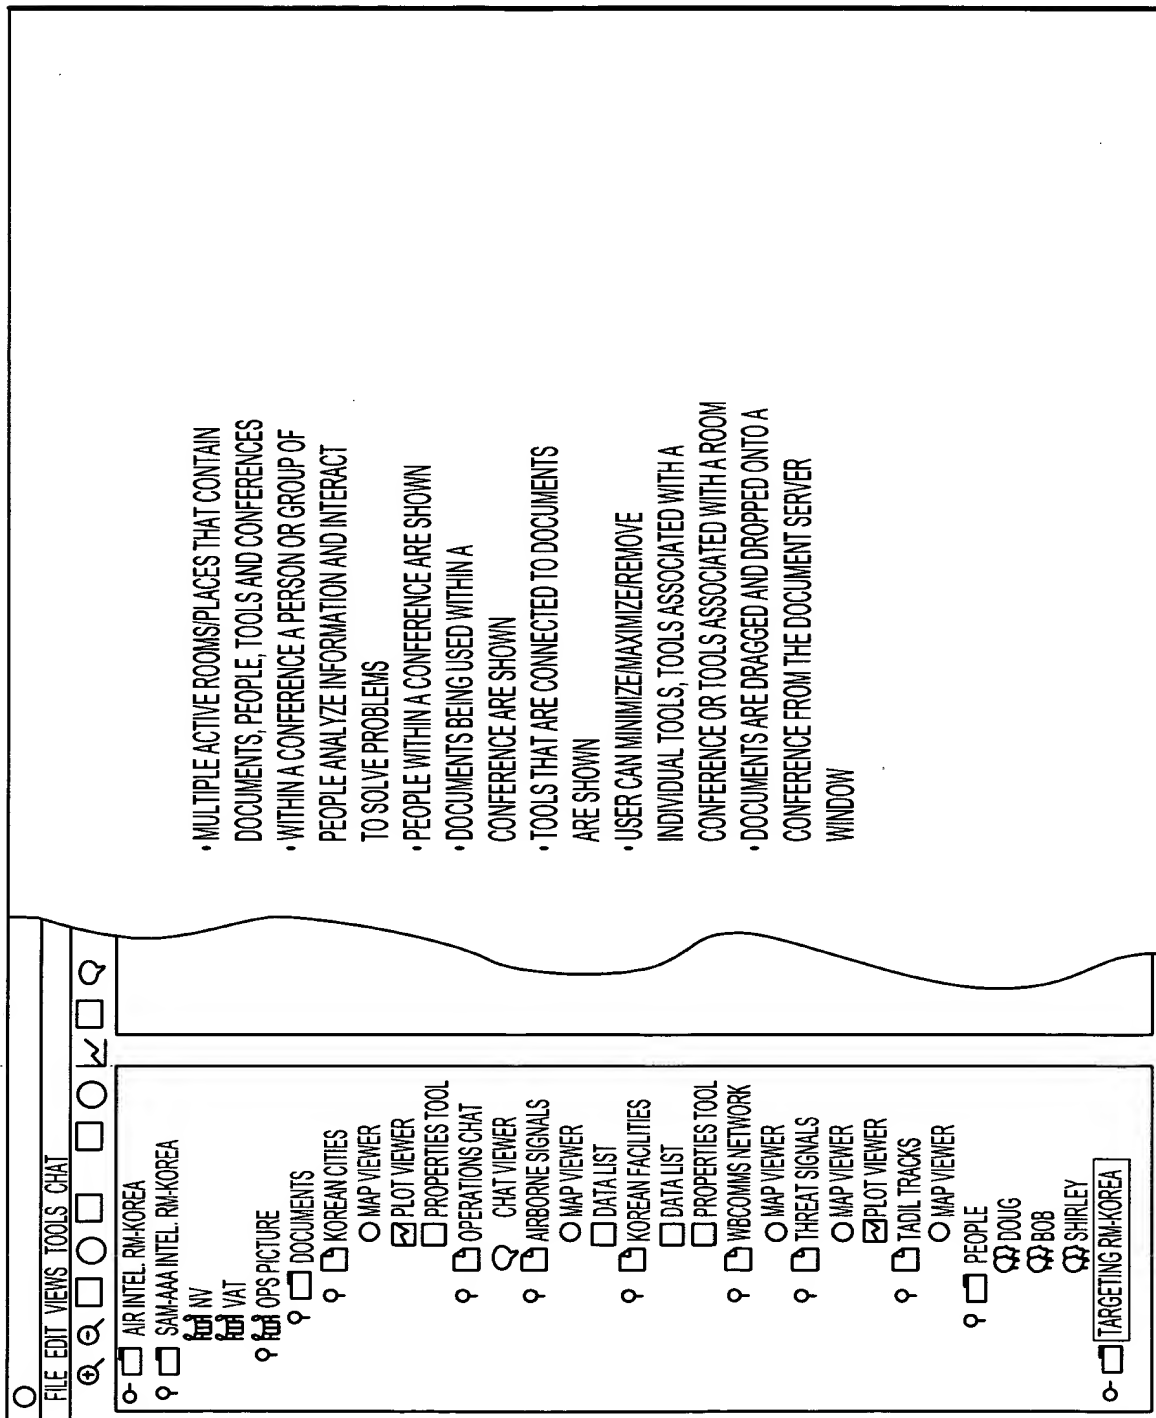 FILE EDIT VIEWS TOOLS CHAT
AIR INTEL. RM-KOREA
SAM-AAA INTEL. RM-KOREA
NV
VAT
OPS PICTURE
DOCUMENTS
KOREAN CITIES
MAP VIEWER
PLOT VIEWER
PROPERTIES TOOL
OPERATIONS CHAT
CHAT VIEWER
AIRBORNE SIGNALS
MAP VIEWER
DATA LIST
KOREAN FACILITIES
DATA LIST
PROPERTIES TOOL
WBCOMMS NETWORK
MAP VIEWER
THREAT SIGNALS
MAP VIEWER
PLOT VIEWER
TADIL TRACKS
MAP VIEWER
PEOPLE
DOUG
BOB
SHIRLEY
TARGETING RM-KOREA
• MULTIPLE ACTIVE ROOMS/PLACES THAT CONTAIN
DOCUMENTS, PEOPLE, TOOLS AND CONFERENCES
• WITHIN A CONFERENCE A PERSON OR GROUP OF
PEOPLE ANALYZE INFORMATION AND INTERACT
TO SOLVE PROBLEMS
• PEOPLE WITHIN A CONFERENCE ARE SHOWN
• DOCUMENTS BEING USED WITHIN A
CONFERENCE ARE SHOWN
• TOOLS THAT ARE CONNECTED TO DOCUMENTS
ARE SHOWN
• USER CAN MINIMIZE/MAXIMIZE/REMOVE
INDIVIDUAL TOOLS, TOOLS ASSOCIATED WITH A
CONFERENCE OR TOOLS ASSOCIATED WITH A ROOM
• DOCUMENTS ARE DRAGGED AND DROPPED ONTO A
CONFERENCE FROM THE DOCUMENT SERVER
WINDOW